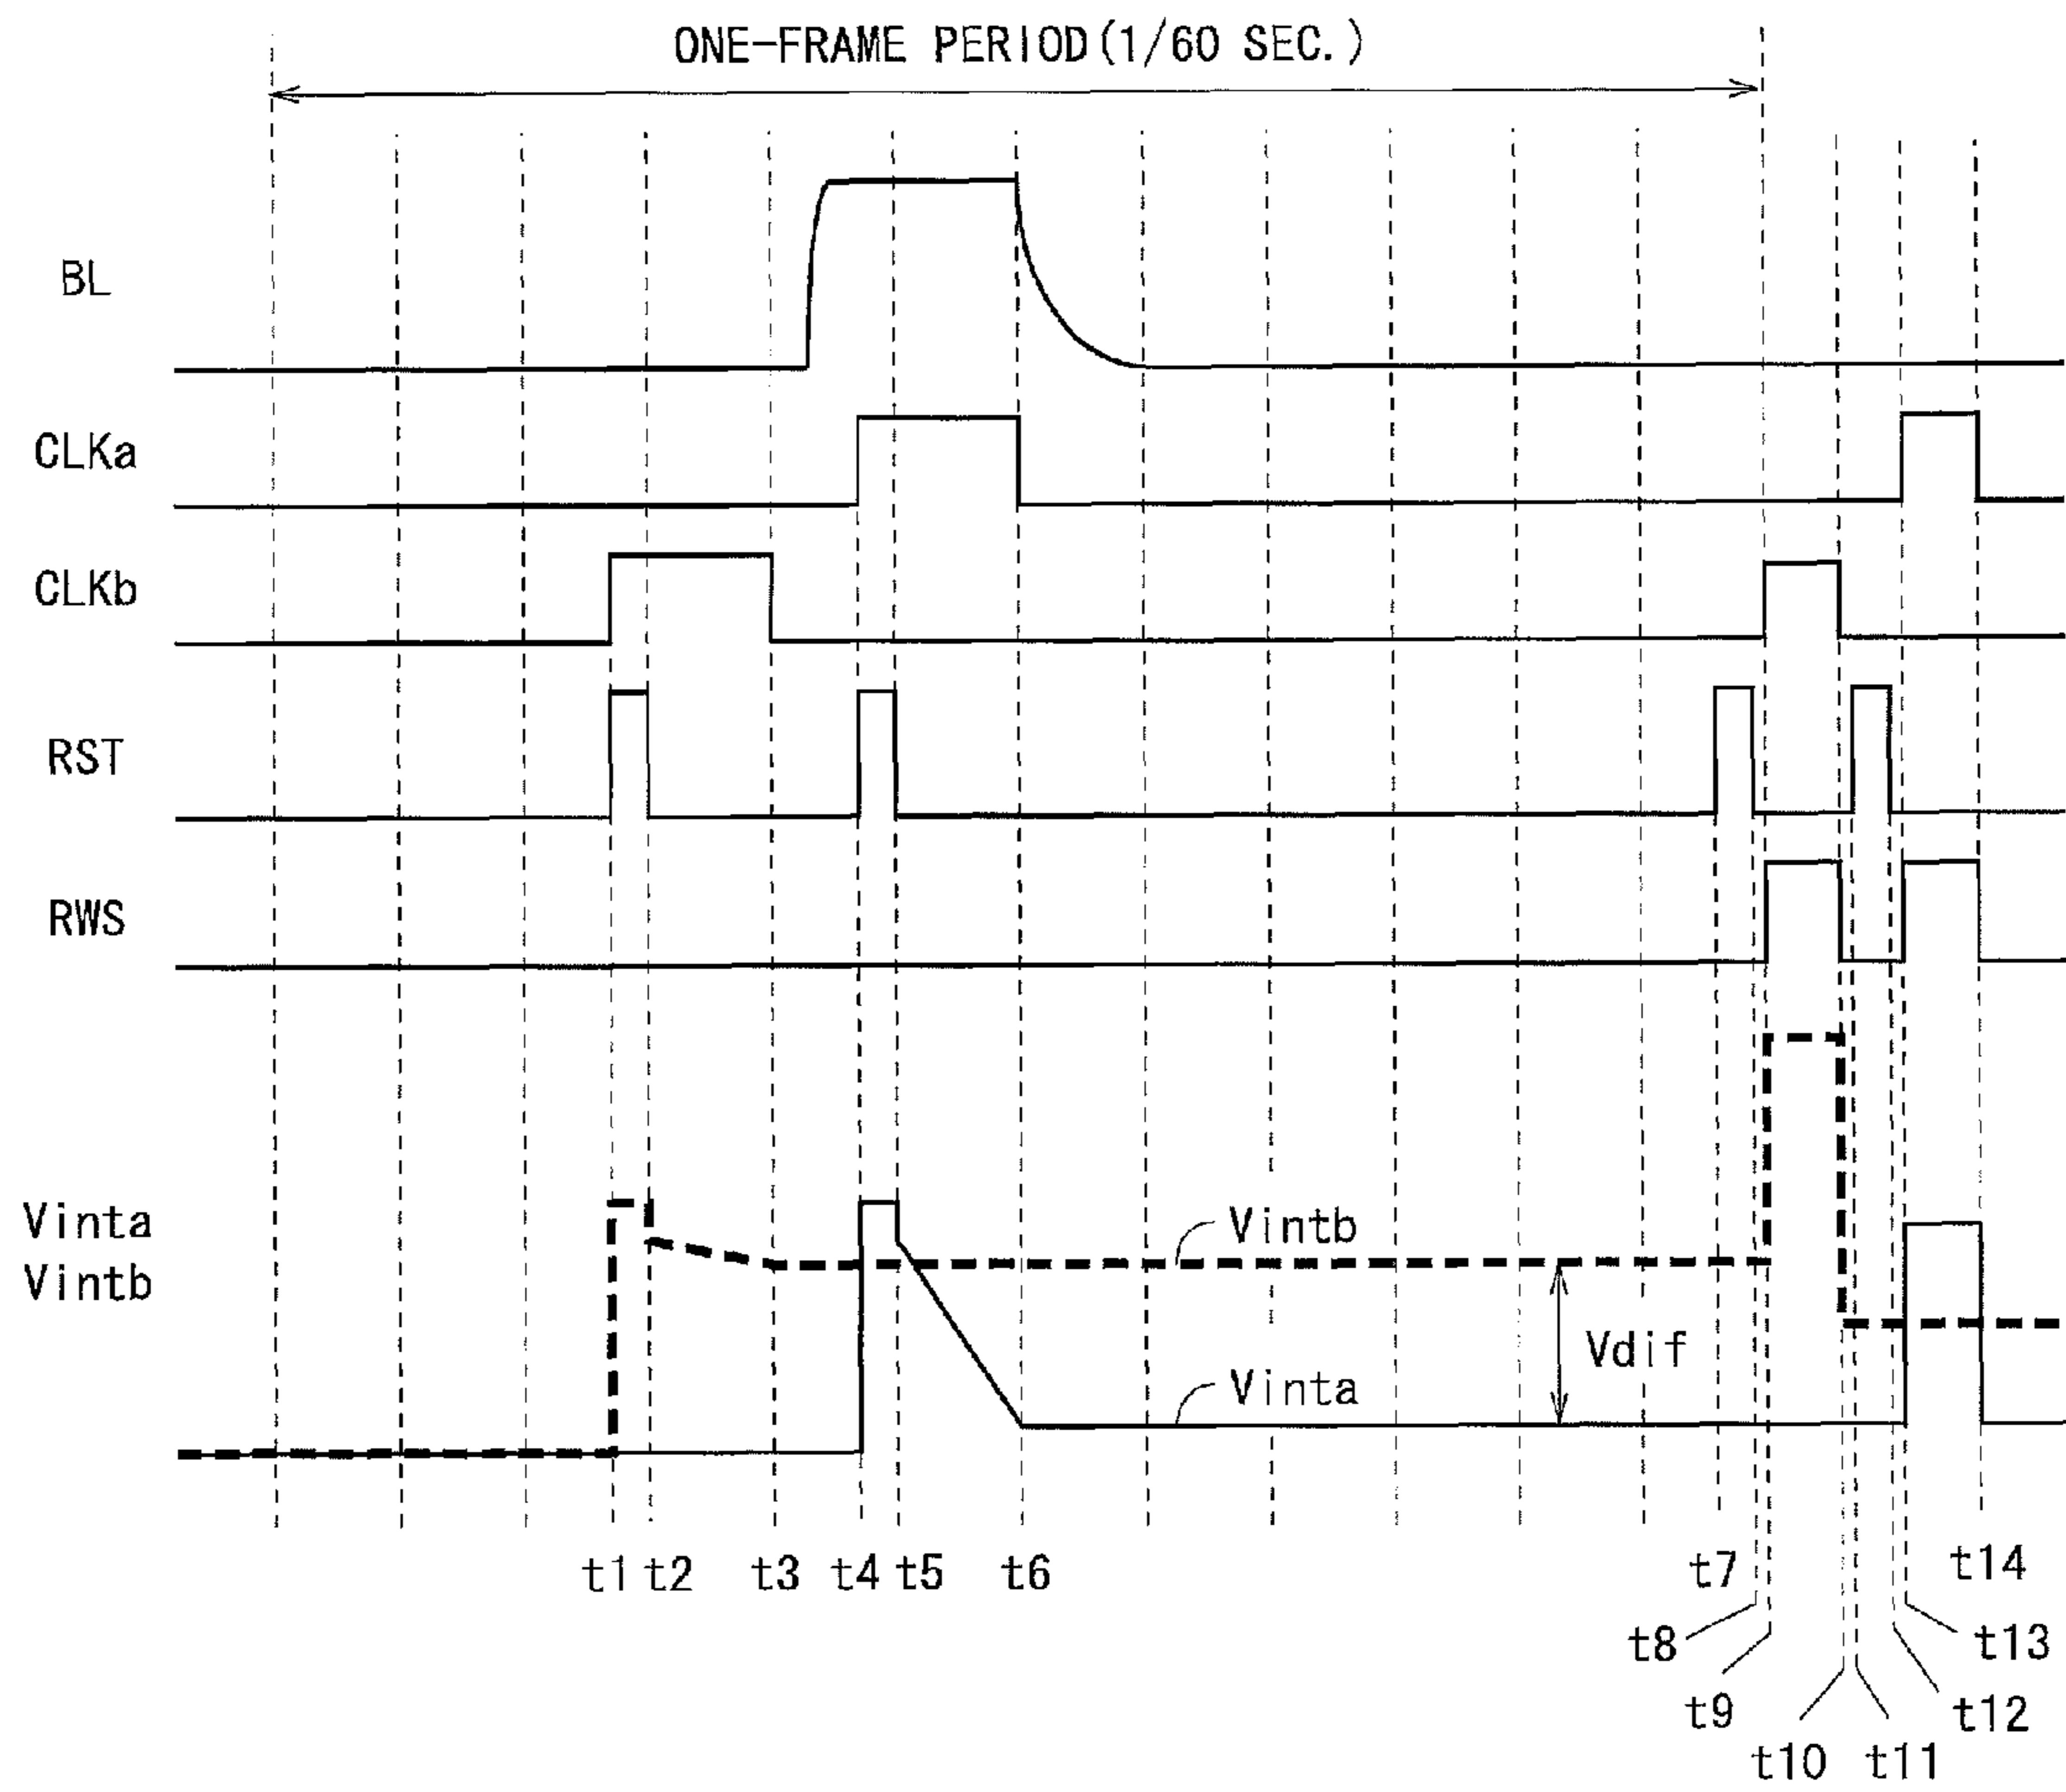 ONE-FRAME PERIOD(1/60 SEC.)
BL
CLKa
CLKb
RST
RWS
Vinta
Vintb
Vintb
Vdif
Vinta
t1 t2 t3 t4 t5 t6 t7 t14
t8 t13
t9 t12
t10 t11